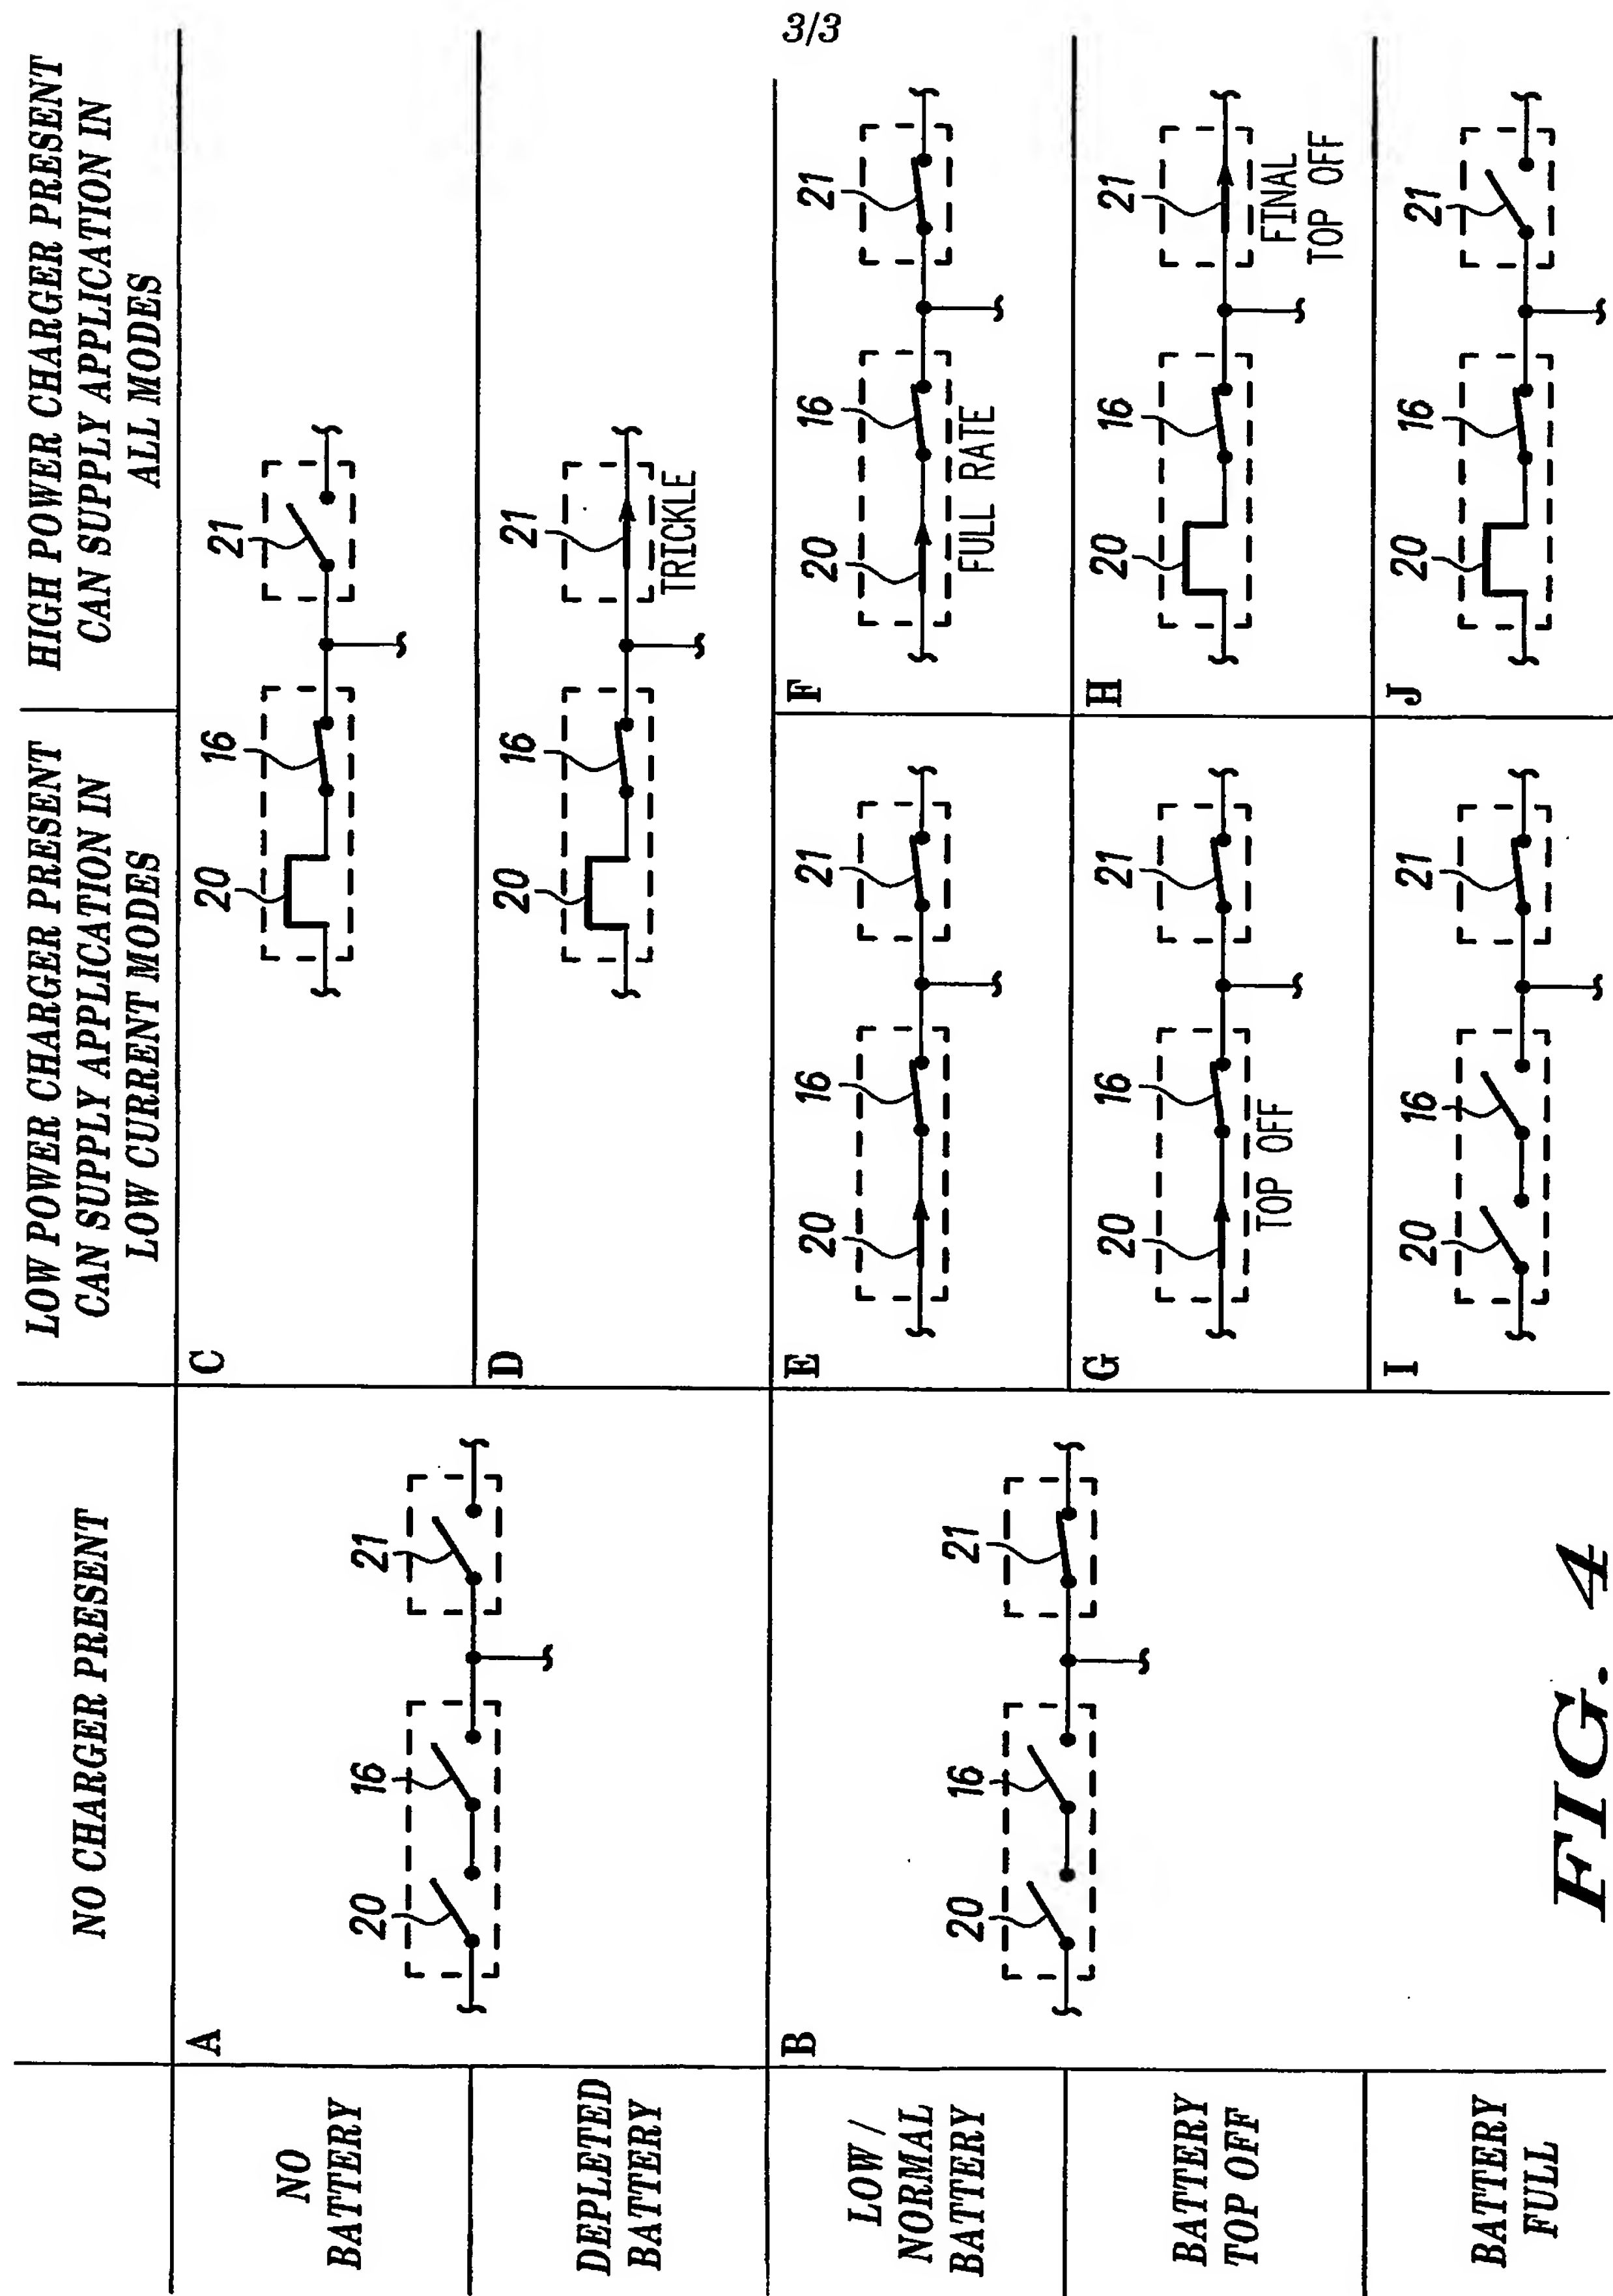 3/3
NO CHARGER PRESENT
LOW POWER CHARGER PRESENT
CAN SUPPLY APPLICATION IN
LOW CURRENT MODES
HIGH POWER CHARGER PRESENT
CAN SUPPLY APPLICATION IN
ALL MODES
NO
BATTERY
A
20
16
21
C
20
16
21
DEPLETED
BATTERY
D
20
16
21
TRICKLE
LOW /
NORMAL
BATTERY
B
20
16
21
E
20
16
21
F
20
16
21
FULL RATE
BATTERY
TOP OFF
G
20
16
21
TOP OFF
H
20
16
21
FINAL
TOP OFF
BATTERY
FULL
I
20
16
21
J
20
16
21
FIG. 4